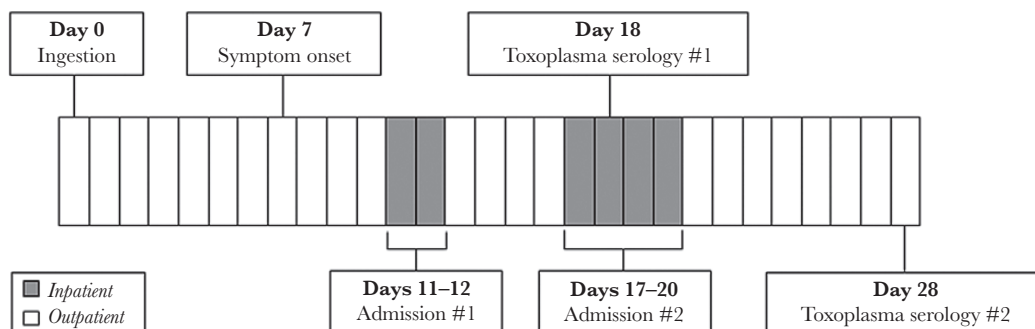 Day 0
Ingestion
Day 7
Symptom onset
Day 18
Toxoplasma serology #1
Inpatient
Outpatient
Days 11–12
Admission #1
Days 17–20
Admission #2
Day 28
Toxoplasma serology #2